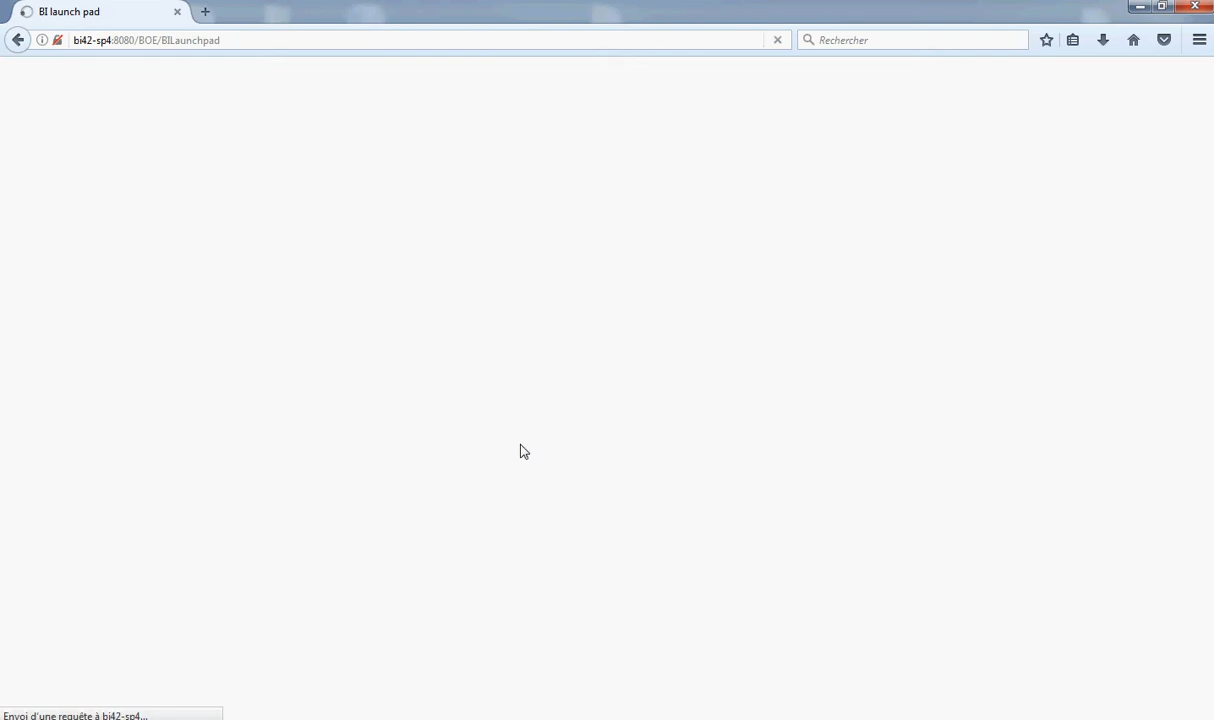 BI launch pad
bi42-sp4:8080/BOE/BILaunchpad
Rechercher
Envoi d'une requête à bi42-sp4...